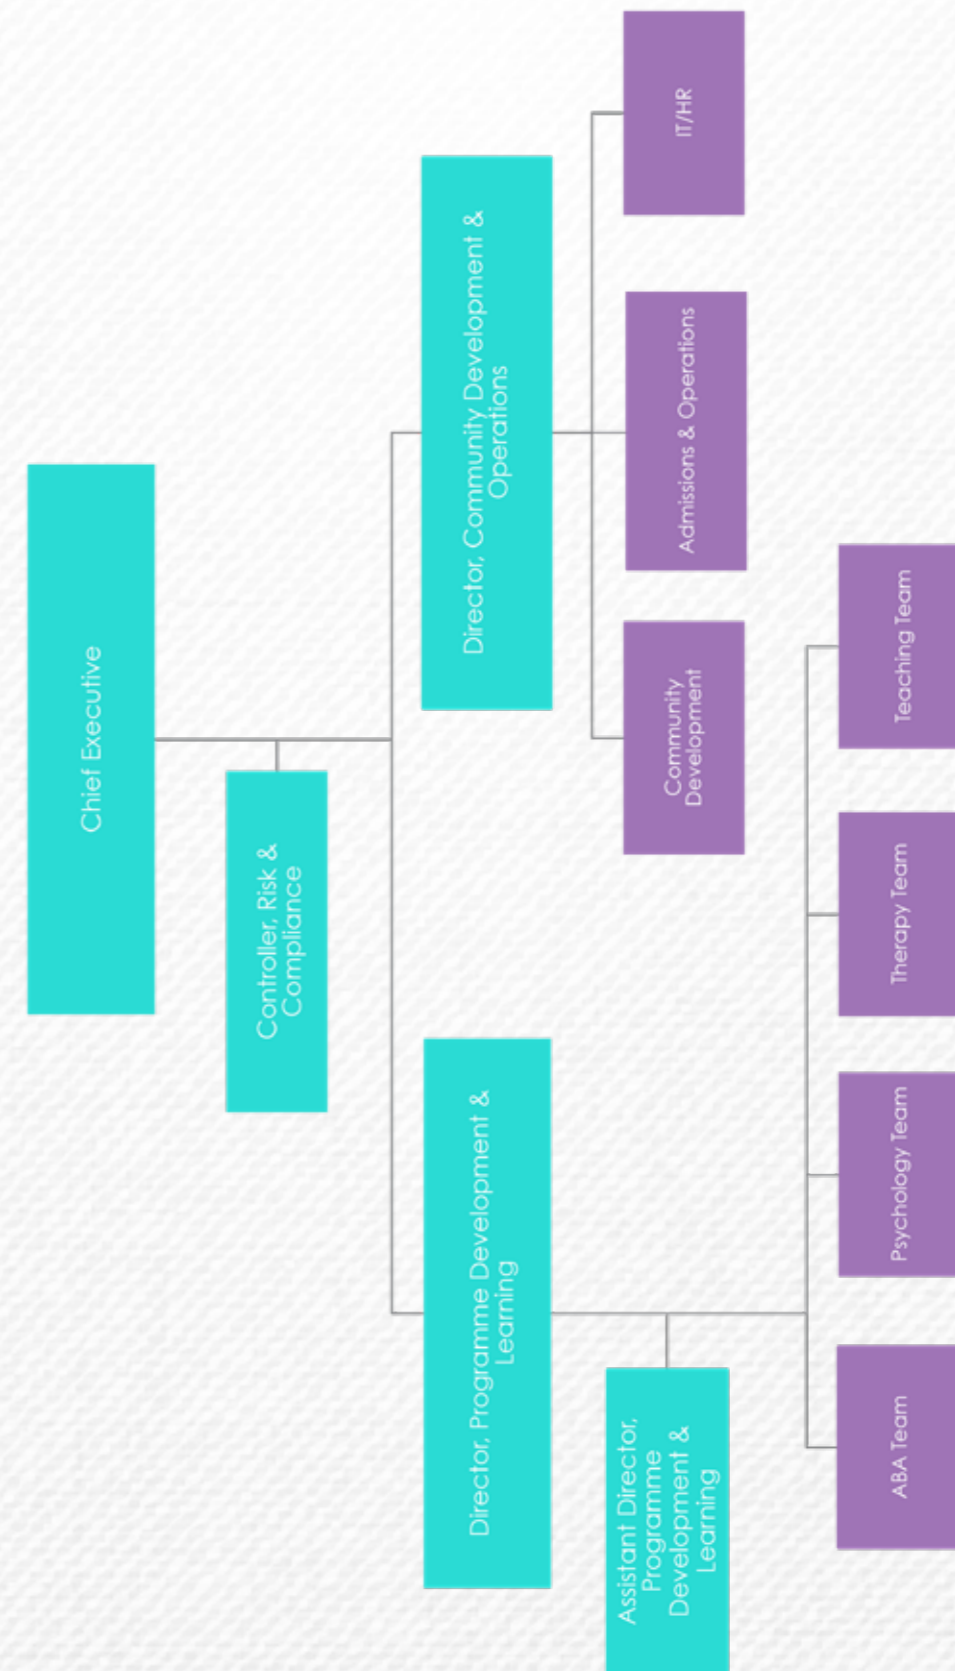 Chief Executive
Controller, Risk &
Compliance
Director, Programme Development &
Learning
Director, Community Development &
Operations
Assistant Director,
Programme
Development &
Learning
Community
Development
Admissions & Operations
IT/HR
ABA Team
Psychology Team
Therapy Team
Teaching Team